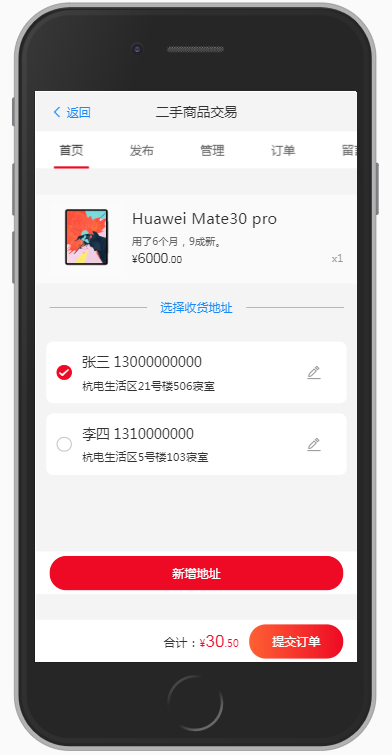 返回 二手商品交易
首页 发布 管理 订单 留
Huawei Mate30 pro
用了6个月，9成新。
¥6000.00 x1
选择收货地址
张三 13000000000
杭电生活区21号楼506寝室
李四 1310000000
杭电生活区5号楼103寝室
新增地址
合计：¥30.50 提交订单